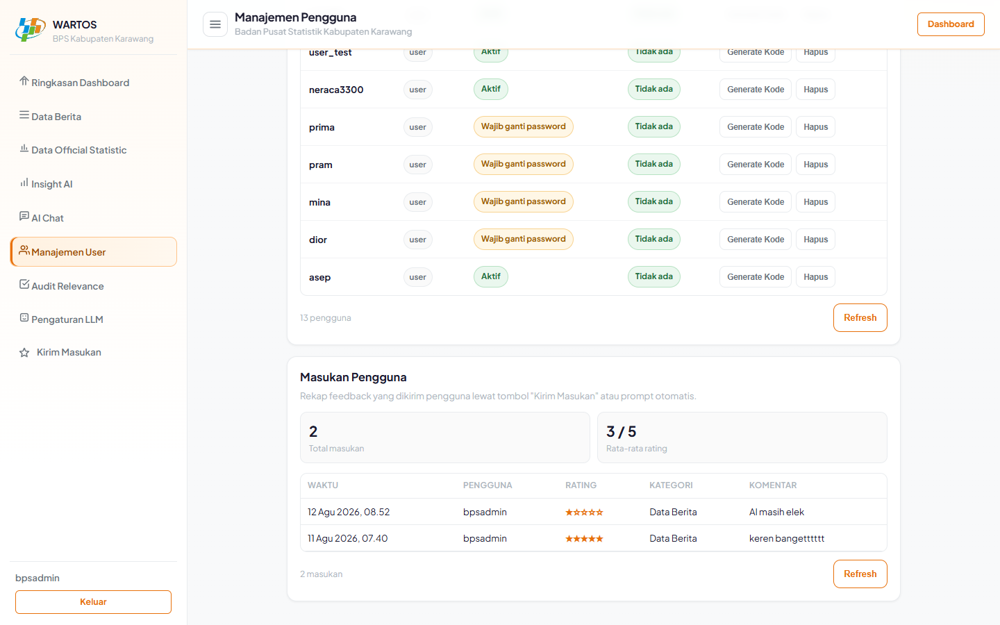 WARTOS
BPS Kabupaten Karawang
Ringkasan Dashboard
Data Berita
Data Official Statistic
Insight AI
AI Chat
Manajemen User
Audit Relevance
Pengaturan LLM
Kirim Masukan
bpsadmin
Keluar
Manajemen Pengguna
Badan Pusat Statistik Kabupaten Karawang
Dashboard
user_test user Aktif Tidak ada Generate Kode Hapus
neraca3300 user Aktif Tidak ada Generate Kode Hapus
prima user Wajib ganti password Tidak ada Generate Kode Hapus
pram user Wajib ganti password Tidak ada Generate Kode Hapus
mina user Wajib ganti password Tidak ada Generate Kode Hapus
dior user Wajib ganti password Tidak ada Generate Kode Hapus
asep user Aktif Tidak ada Generate Kode Hapus
13 pengguna Refresh
Masukan Pengguna
Rekap feedback yang dikirim pengguna lewat tombol "Kirim Masukan" atau prompt otomatis.
2
Total masukan
3 / 5
Rata-rata rating
WAKTU PENGGUNA RATING KATEGORI KOMENTAR
12 Agu 2026, 08.52 bpsadmin ★☆☆☆☆ Data Berita AI masih elek
11 Agu 2026, 07.40 bpsadmin ★★★★★ Data Berita keren bangetttttt
2 masukan Refresh